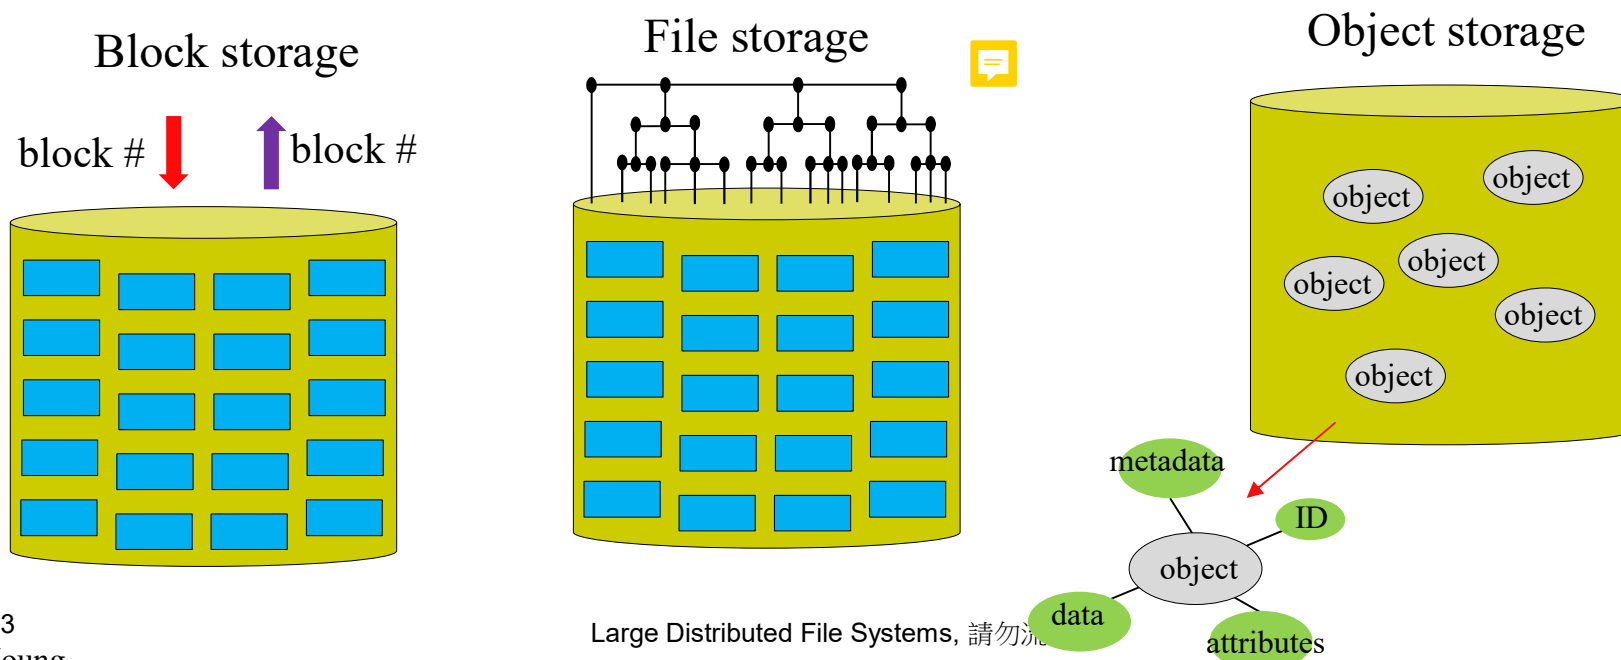 Block storage
File storage
Object storage
block #
block #
object
object
object
object
object
object
metadata
ID
object
data
attributes
3
Large Distributed File Systems, 請勿流